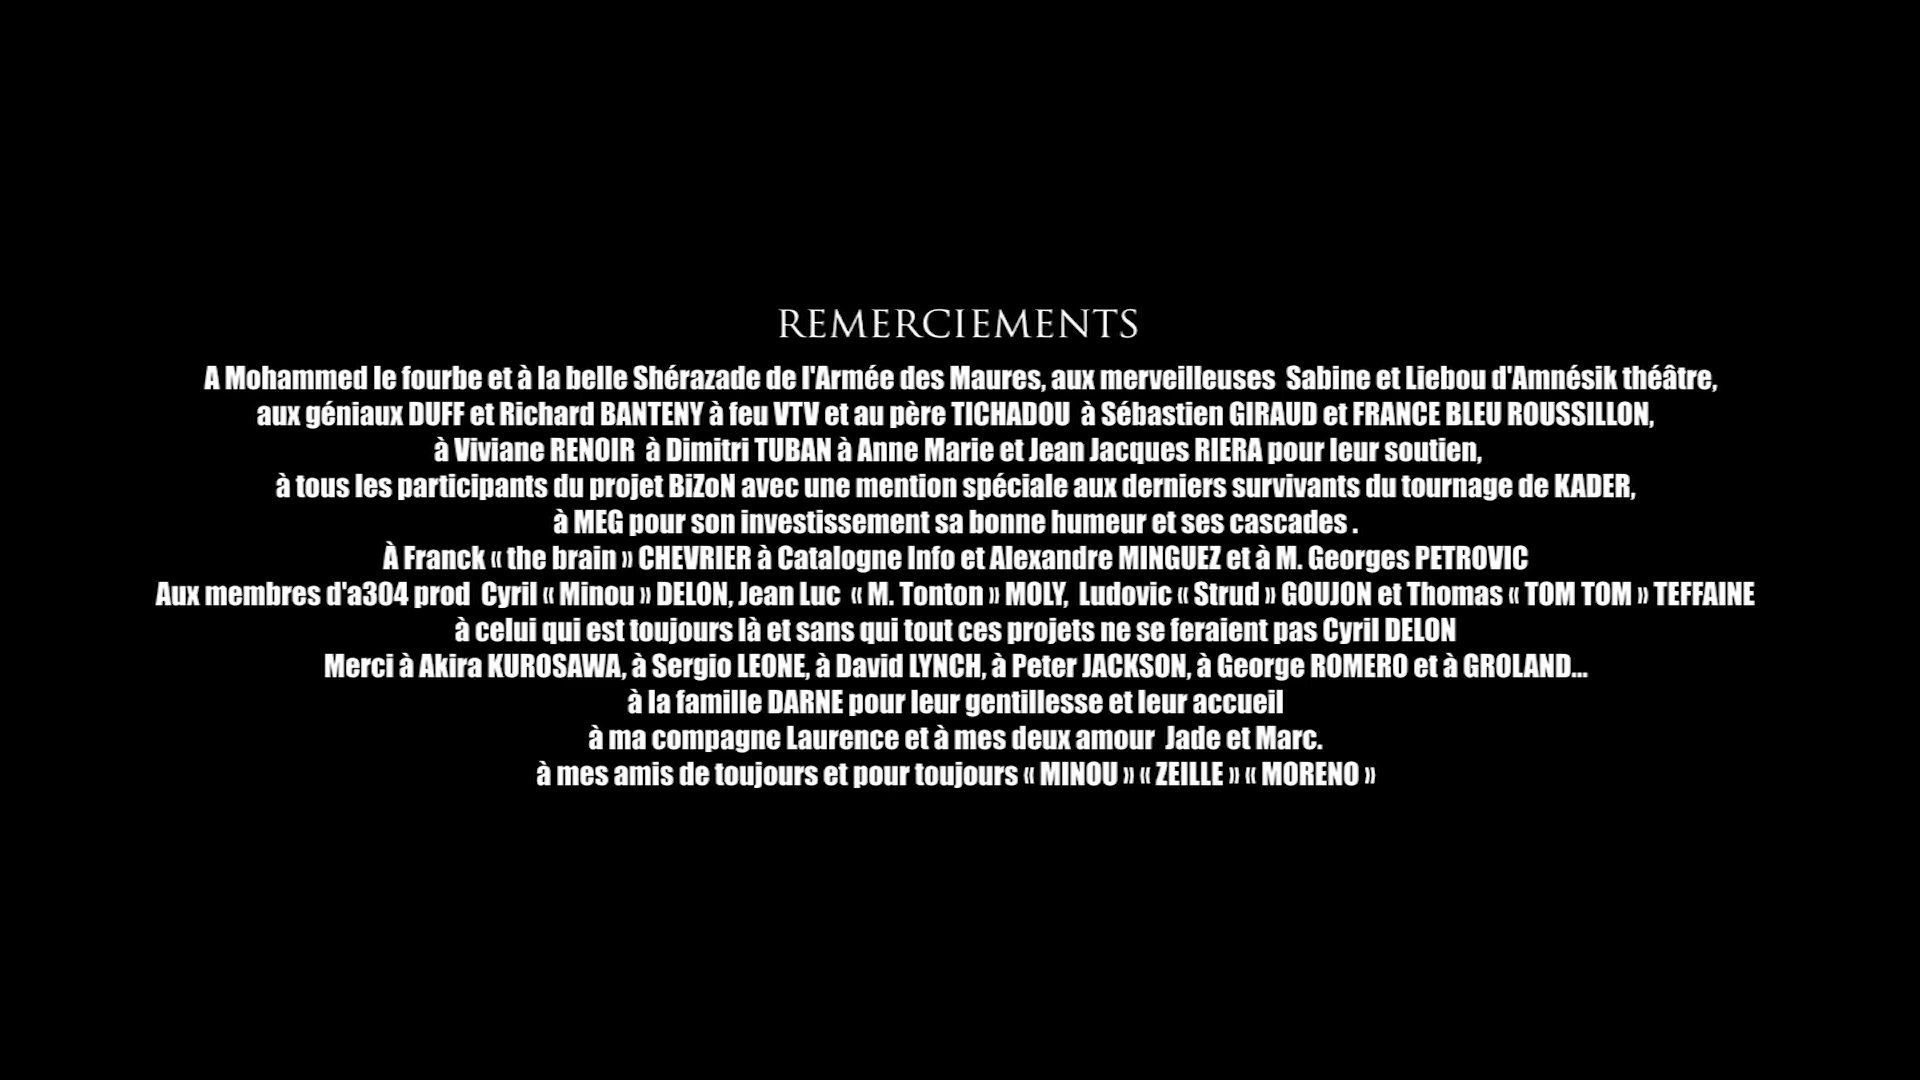 REMERCIEMENTS
A Mohammed le fourbe et à la belle Shérazade de l'Armée des Maures, aux merveilleuses  Sabine et Liebou d'Amnésik théâtre,
aux géniaux DUFF et Richard BANTENY à feu VTV et au père TICHADOU  à Sébastien GIRAUD et FRANCE BLEU ROUSSILLON,
à Viviane RENOIR  à Dimitri TUBAN à Anne Marie et Jean Jacques RIERA pour leur soutien,
à tous les participants du projet BiZoN avec une mention spéciale aux derniers survivants du tournage de KADER,
à MEG pour son investissement sa bonne humeur et ses cascades .
À Franck « the brain » CHEVRIER à Catalogne Info et Alexandre MINGUEZ et à M. Georges PETROVIC
Aux membres d'a304 prod  Cyril « Minou » DELON, Jean Luc  « M. Tonton » MOLY,  Ludovic « Strud » GOUJON et Thomas « TOM TOM » TEFFAINE
à celui qui est toujours là et sans qui tout ces projets ne se feraient pas Cyril DELON
Merci à Akira KUROSAWA, à Sergio LEONE, à David LYNCH, à Peter JACKSON, à George ROMERO et à GROLAND...
à la famille DARNE pour leur gentillesse et leur accueil
à ma compagne Laurence et à mes deux amour  Jade et Marc.
à mes amis de toujours et pour toujours « MINOU » « ZEILLE » « MORENO »